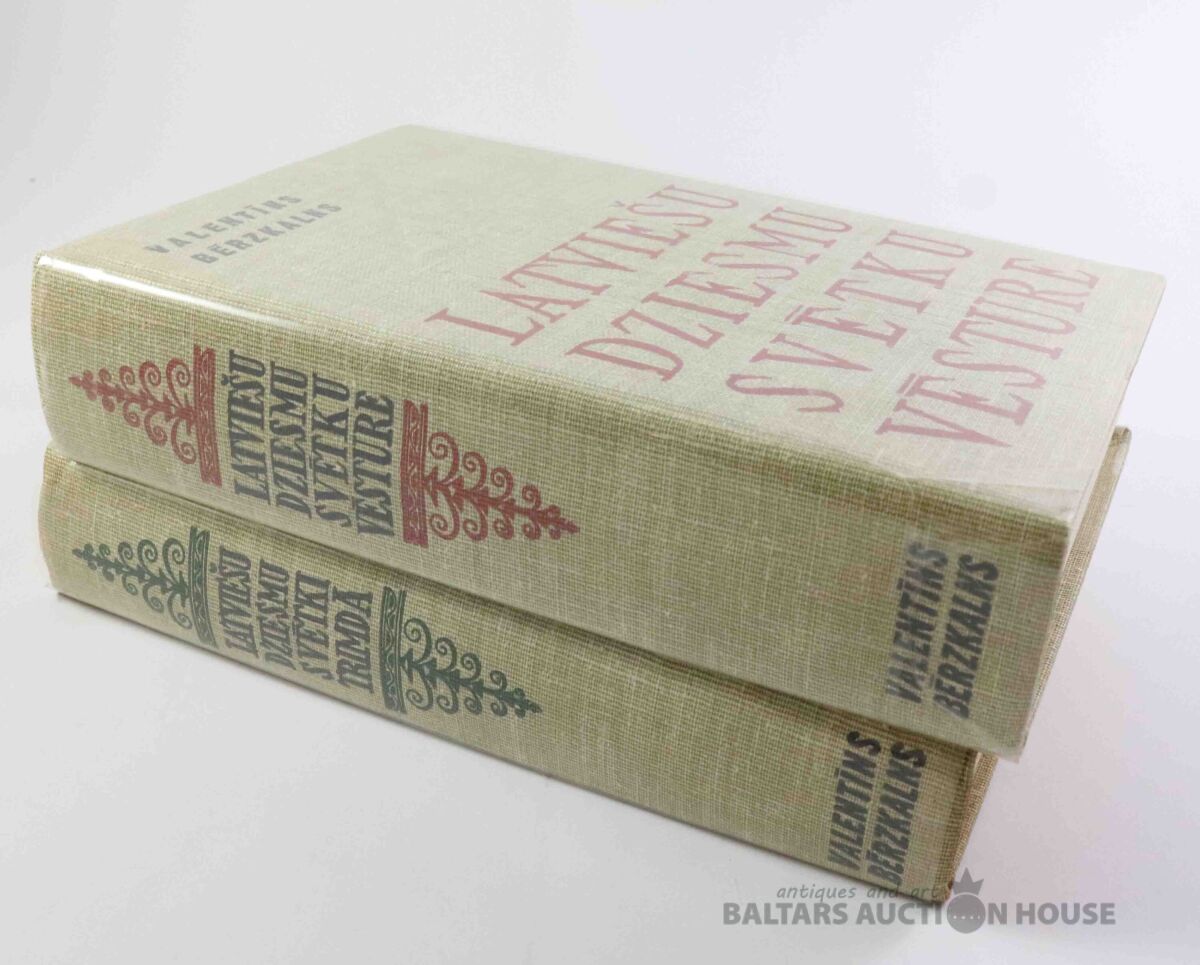 VALENTĪNS
BĒRZKALNS
LATVIEŠU
DZIESMU
SVĒTKU
VĒSTURE
LATVIEŠU
DZIESMU
SVĒTKU
VĒSTURE
VALENTĪNS
BĒRZKALNS
LATVIEŠU
DZIESMU
SVĒTKI
TRIMDĀ
VALENTĪNS
BĒRZKALNS
antiques and art
BALTARS AUCTION HOUSE